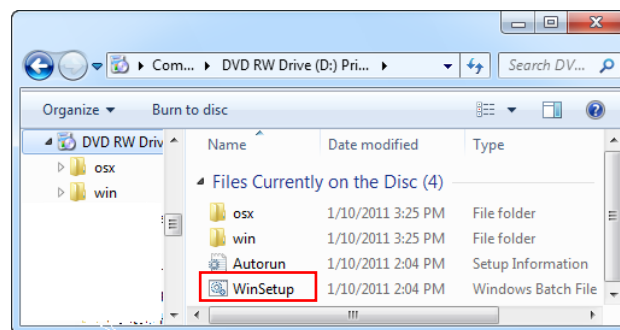 Com... DVD RW Drive (D:) Pri... Search DV...
Organize Burn to disc
DVD RW Driv Name Date modified Type
osx
Files Currently on the Disc (4)
win
osx 1/10/2011 3:25 PM File folder
win 1/10/2011 3:25 PM File folder
Autorun 1/10/2011 2:04 PM Setup Information
WinSetup 1/10/2011 2:04 PM Windows Batch File